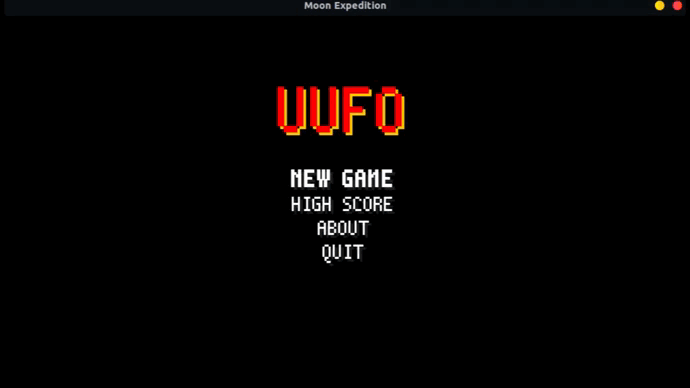 Moon Expedition
UUFO
NEW GAME
HIGH SCORE
ABOUT
QUIT